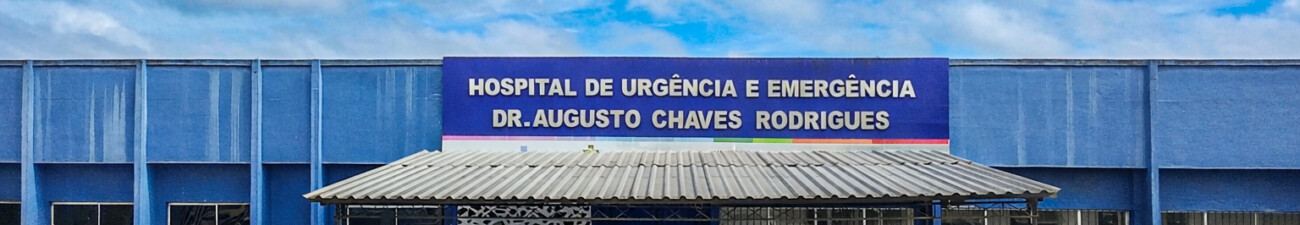 HOSPITAL DE URGÊNCIA E EMERGÊNCIA
DR.AUGUSTO CHAVES RODRIGUES